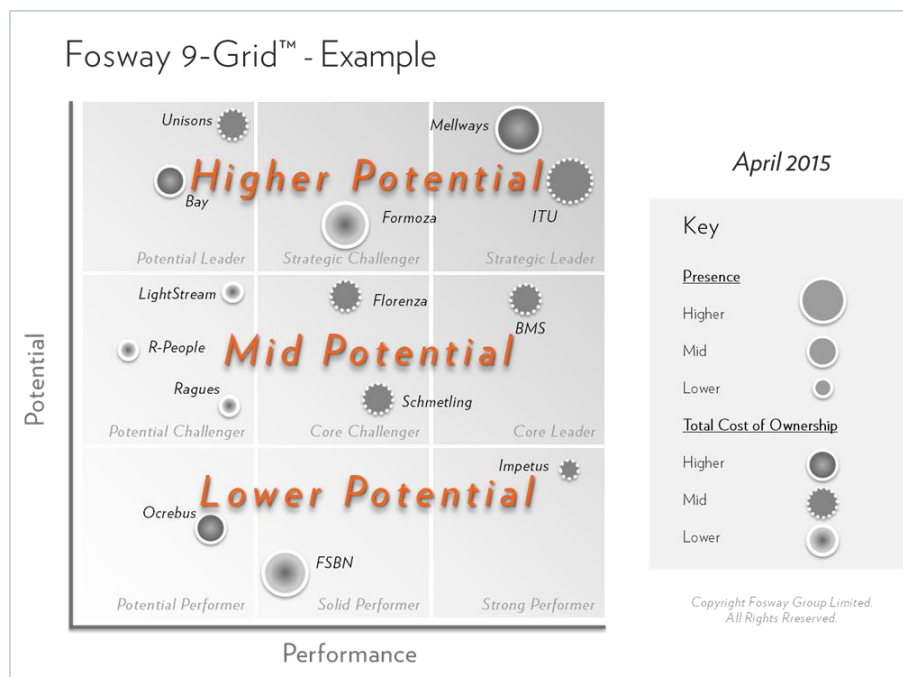 Fosway 9-Grid™ - Example
Unisons
Mellways
Higher Potential
Bay
Formoza
ITU
Potential Leader
Strategic Challenger
Strategic Leader
LightStream
Florenza
BMS
R-People
Mid Potential
Ragues
Schmetling
Potential Challenger
Core Challenger
Core Leader
Impetus
Lower Potential
Ocrebus
FSBN
Potential Performer
Solid Performer
Strong Performer
Potential
Performance
April 2015
Key
Presence
Higher
Mid
Lower
Total Cost of Ownership
Higher
Mid
Lower
Copyright Fosway Group Limited.
All Rights Rreserved.